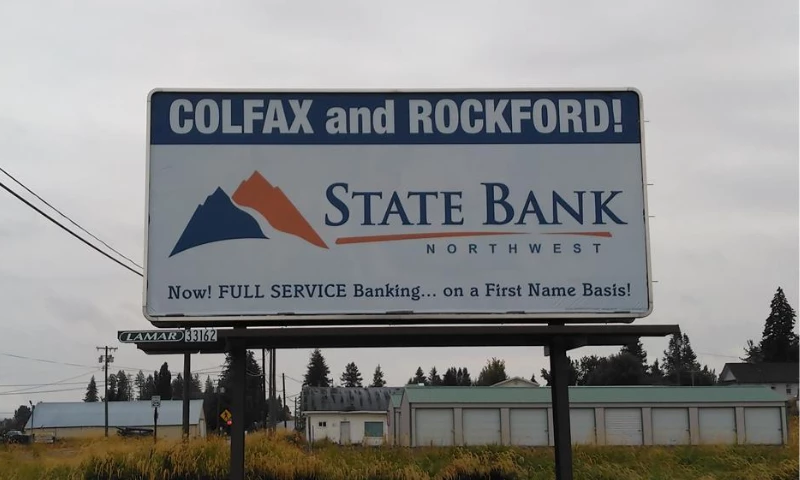 COLFAX and ROCKFORD!
STATE BANK
NORTHWEST
Now! FULL SERVICE Banking... on a First Name Basis!
LAMAR 33162